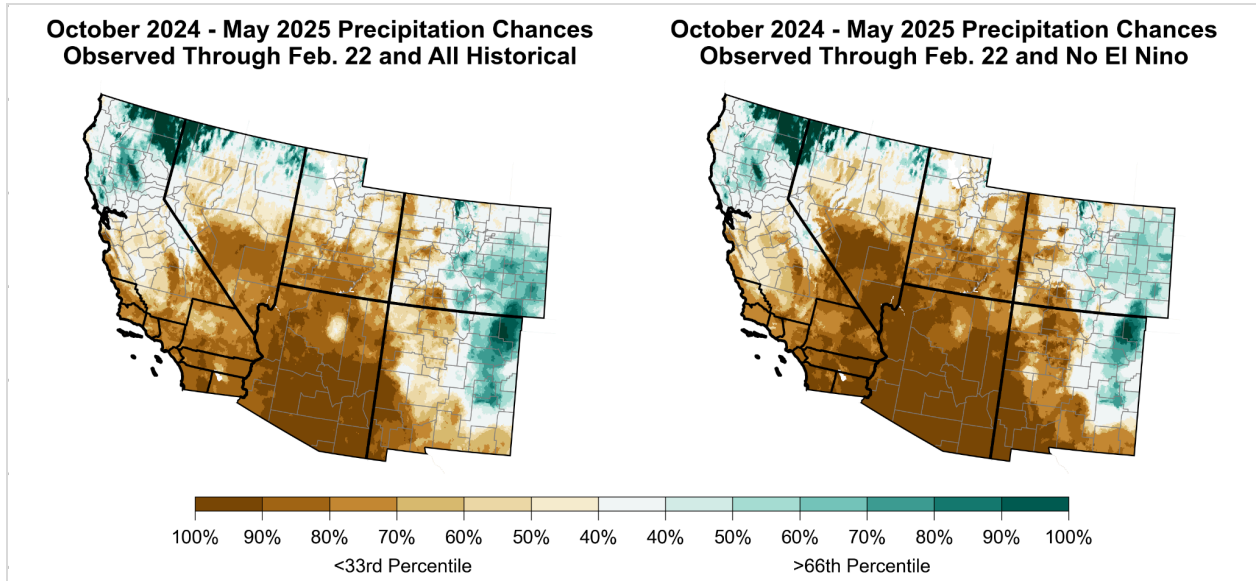 October 2024 - May 2025 Precipitation Chances
Observed Through Feb. 22 and All Historical
October 2024 - May 2025 Precipitation Chances
Observed Through Feb. 22 and No El Nino
100% 90% 80% 70% 60% 50% 40% 40% 50% 60% 70% 80% 90% 100%
<33rd Percentile >66th Percentile